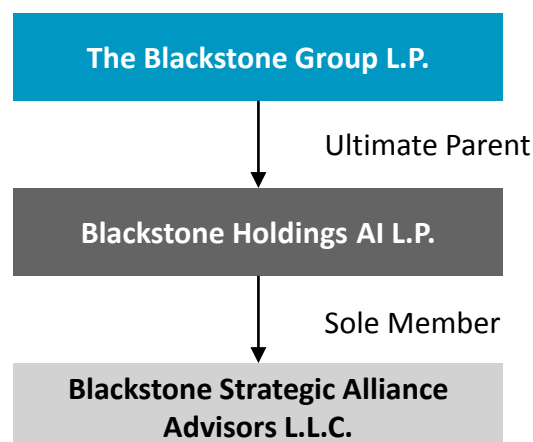 The Blackstone Group L.P.
Ultimate Parent
Blackstone Holdings AI L.P.
Sole Member
Blackstone Strategic Alliance
Advisors L.L.C.